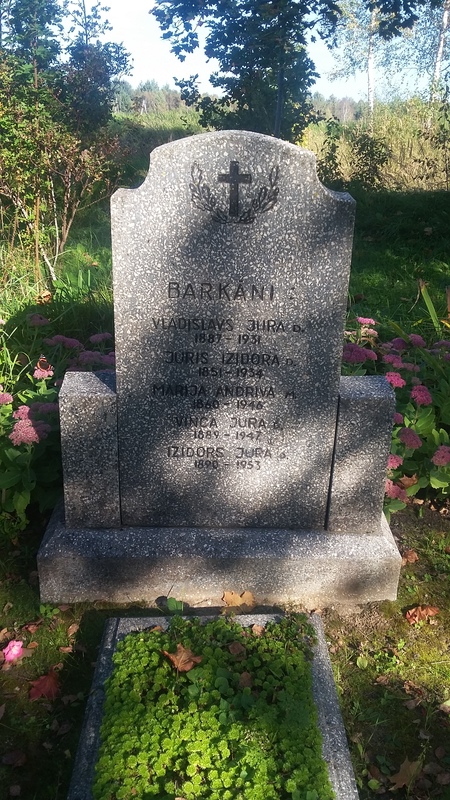 BARKĀNI :
VLADISLAVS JURA D.
1887 - 1931
JURIS IZIDORA D.
1851 - 1934
MARIJA ANDRIVA M.
1860 - 1946
VINCA JURA D.
1889 - 1947
IZIDORS JURA D.
1890 - 1953